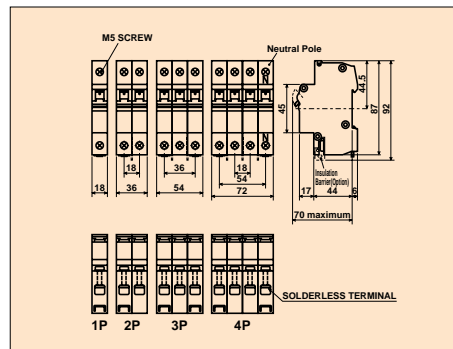 M5 SCREW
Neutral Pole
N
N
45
44.5
87
92
18
36
18
54
Insulation
Barrier(Option)
18
36
54
72
17
44
6
70 maximum
SOLDERLESS TERMINAL
1P
2P
3P
4P